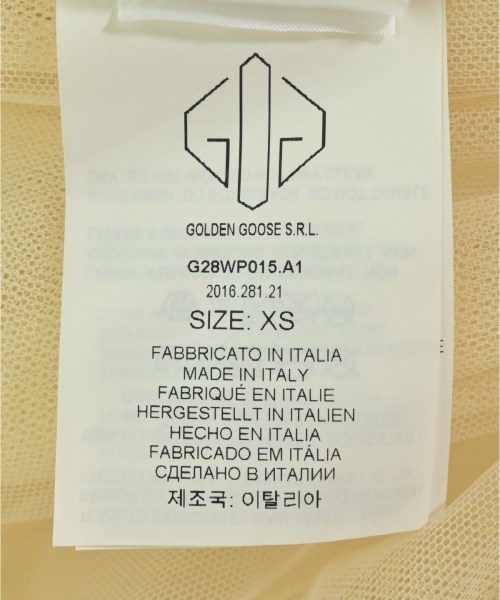 GOLDEN GOOSE S.R.L.
G28WP015.A1
2016.281.21
SIZE: XS
FABBRICATO IN ITALIA
MADE IN ITALY
FABRIQUÉ EN ITALIE
HERGESTELLT IN ITALIEN
HECHO EN ITALIA
FABRICADO EM ITÁLIA
СДЕЛАНО В ИТАЛИИ
제조국: 이탈리아